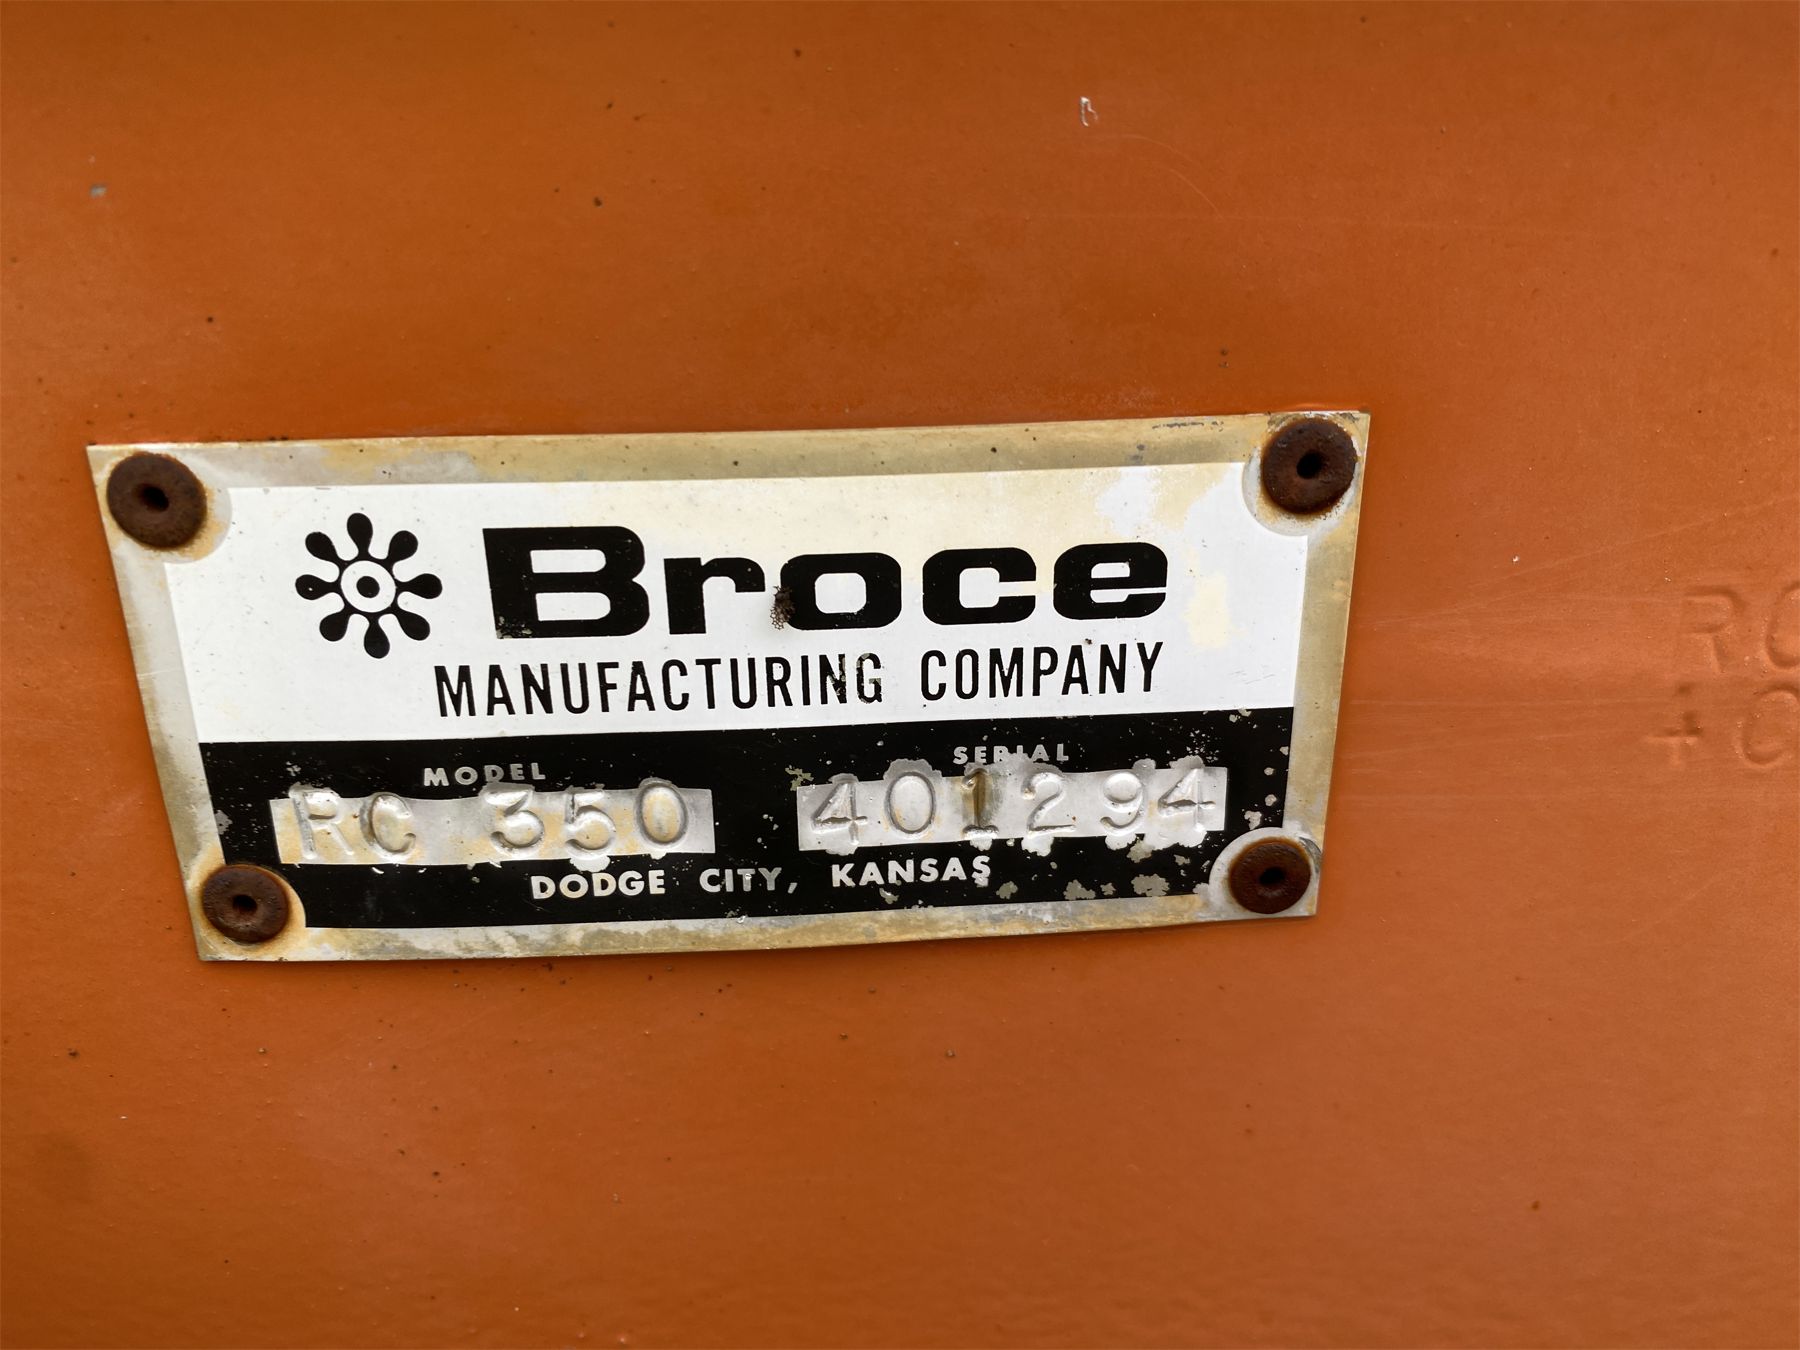 Broce
MANUFACTURING COMPANY
MODEL SERIAL
RC 350 401294
DODGE CITY, KANSAS